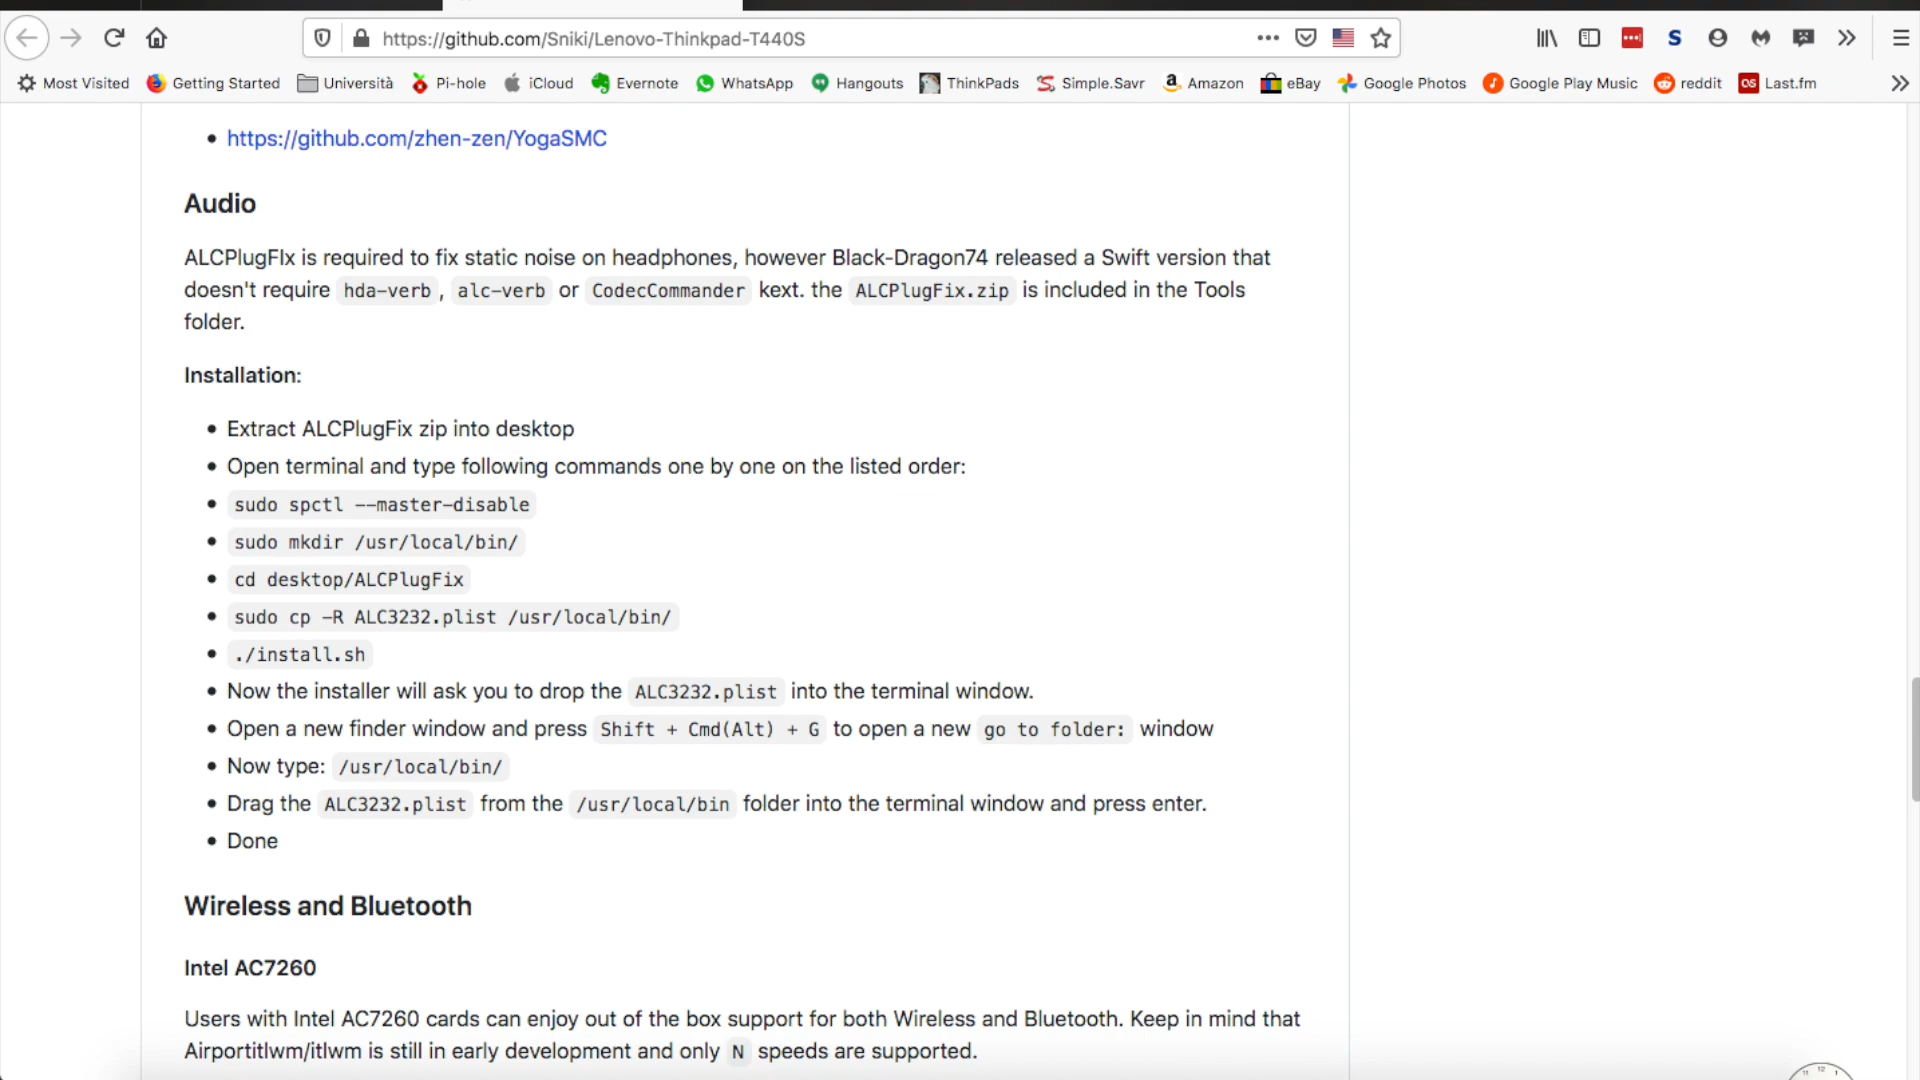 https://github.com/Sniki/Lenovo-Thinkpad-T440S
S
Most Visited Getting Started Università Pi-hole iCloud Evernote WhatsApp Hangouts ThinkPads Simple.Savr Amazon eBay Google Photos Google Play Music reddit Last.fm
https://github.com/zhen-zen/YogaSMC
Audio
ALCPlugFIx is required to fix static noise on headphones, however Black-Dragon74 released a Swift version that
doesn't require hda-verb , alc-verb or CodecCommander kext. the ALCPlugFix.zip is included in the Tools
folder.
Installation:
Extract ALCPlugFix zip into desktop
Open terminal and type following commands one by one on the listed order:
sudo spctl --master-disable
sudo mkdir /usr/local/bin/
cd desktop/ALCPlugFix
sudo cp -R ALC3232.plist /usr/local/bin/
./install.sh
Now the installer will ask you to drop the ALC3232.plist into the terminal window.
Open a new finder window and press Shift + Cmd(Alt) + G to open a new go to folder: window
Now type: /usr/local/bin/
Drag the ALC3232.plist from the /usr/local/bin folder into the terminal window and press enter.
Done
Wireless and Bluetooth
Intel AC7260
Users with Intel AC7260 cards can enjoy out of the box support for both Wireless and Bluetooth. Keep in mind that
Airportitlwm/itlwm is still in early development and only N speeds are supported.
11 12 1